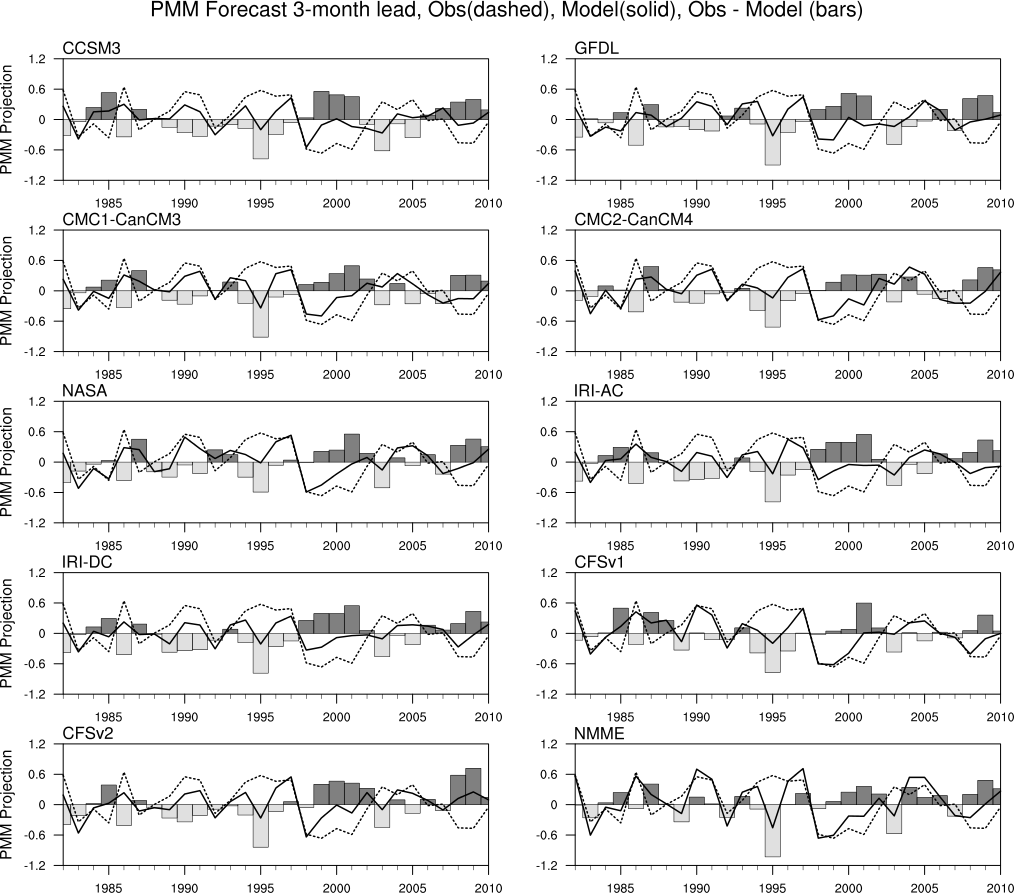 PMM Forecast 3-month lead, Obs(dashed), Model(solid), Obs - Model (bars)
CCSM3
GFDL
PMM Projection
1.2
0.6
0
-0.6
-1.2
1985 1990 1995 2000 2005 2010
1.2
0.6
0
-0.6
-1.2
1985 1990 1995 2000 2005 2010
CMC1-CanCM3
CMC2-CanCM4
PMM Projection
1.2
0.6
0
-0.6
-1.2
1985 1990 1995 2000 2005 2010
1.2
0.6
0
-0.6
-1.2
1985 1990 1995 2000 2005 2010
NASA
IRI-AC
PMM Projection
1.2
0.6
0
-0.6
-1.2
1985 1990 1995 2000 2005 2010
1.2
0.6
0
-0.6
-1.2
1985 1990 1995 2000 2005 2010
IRI-DC
CFSv1
PMM Projection
1.2
0.6
0
-0.6
-1.2
1985 1990 1995 2000 2005 2010
1.2
0.6
0
-0.6
-1.2
1985 1990 1995 2000 2005 2010
CFSv2
NMME
PMM Projection
1.2
0.6
0
-0.6
-1.2
1985 1990 1995 2000 2005 2010
1.2
0.6
0
-0.6
-1.2
1985 1990 1995 2000 2005 2010